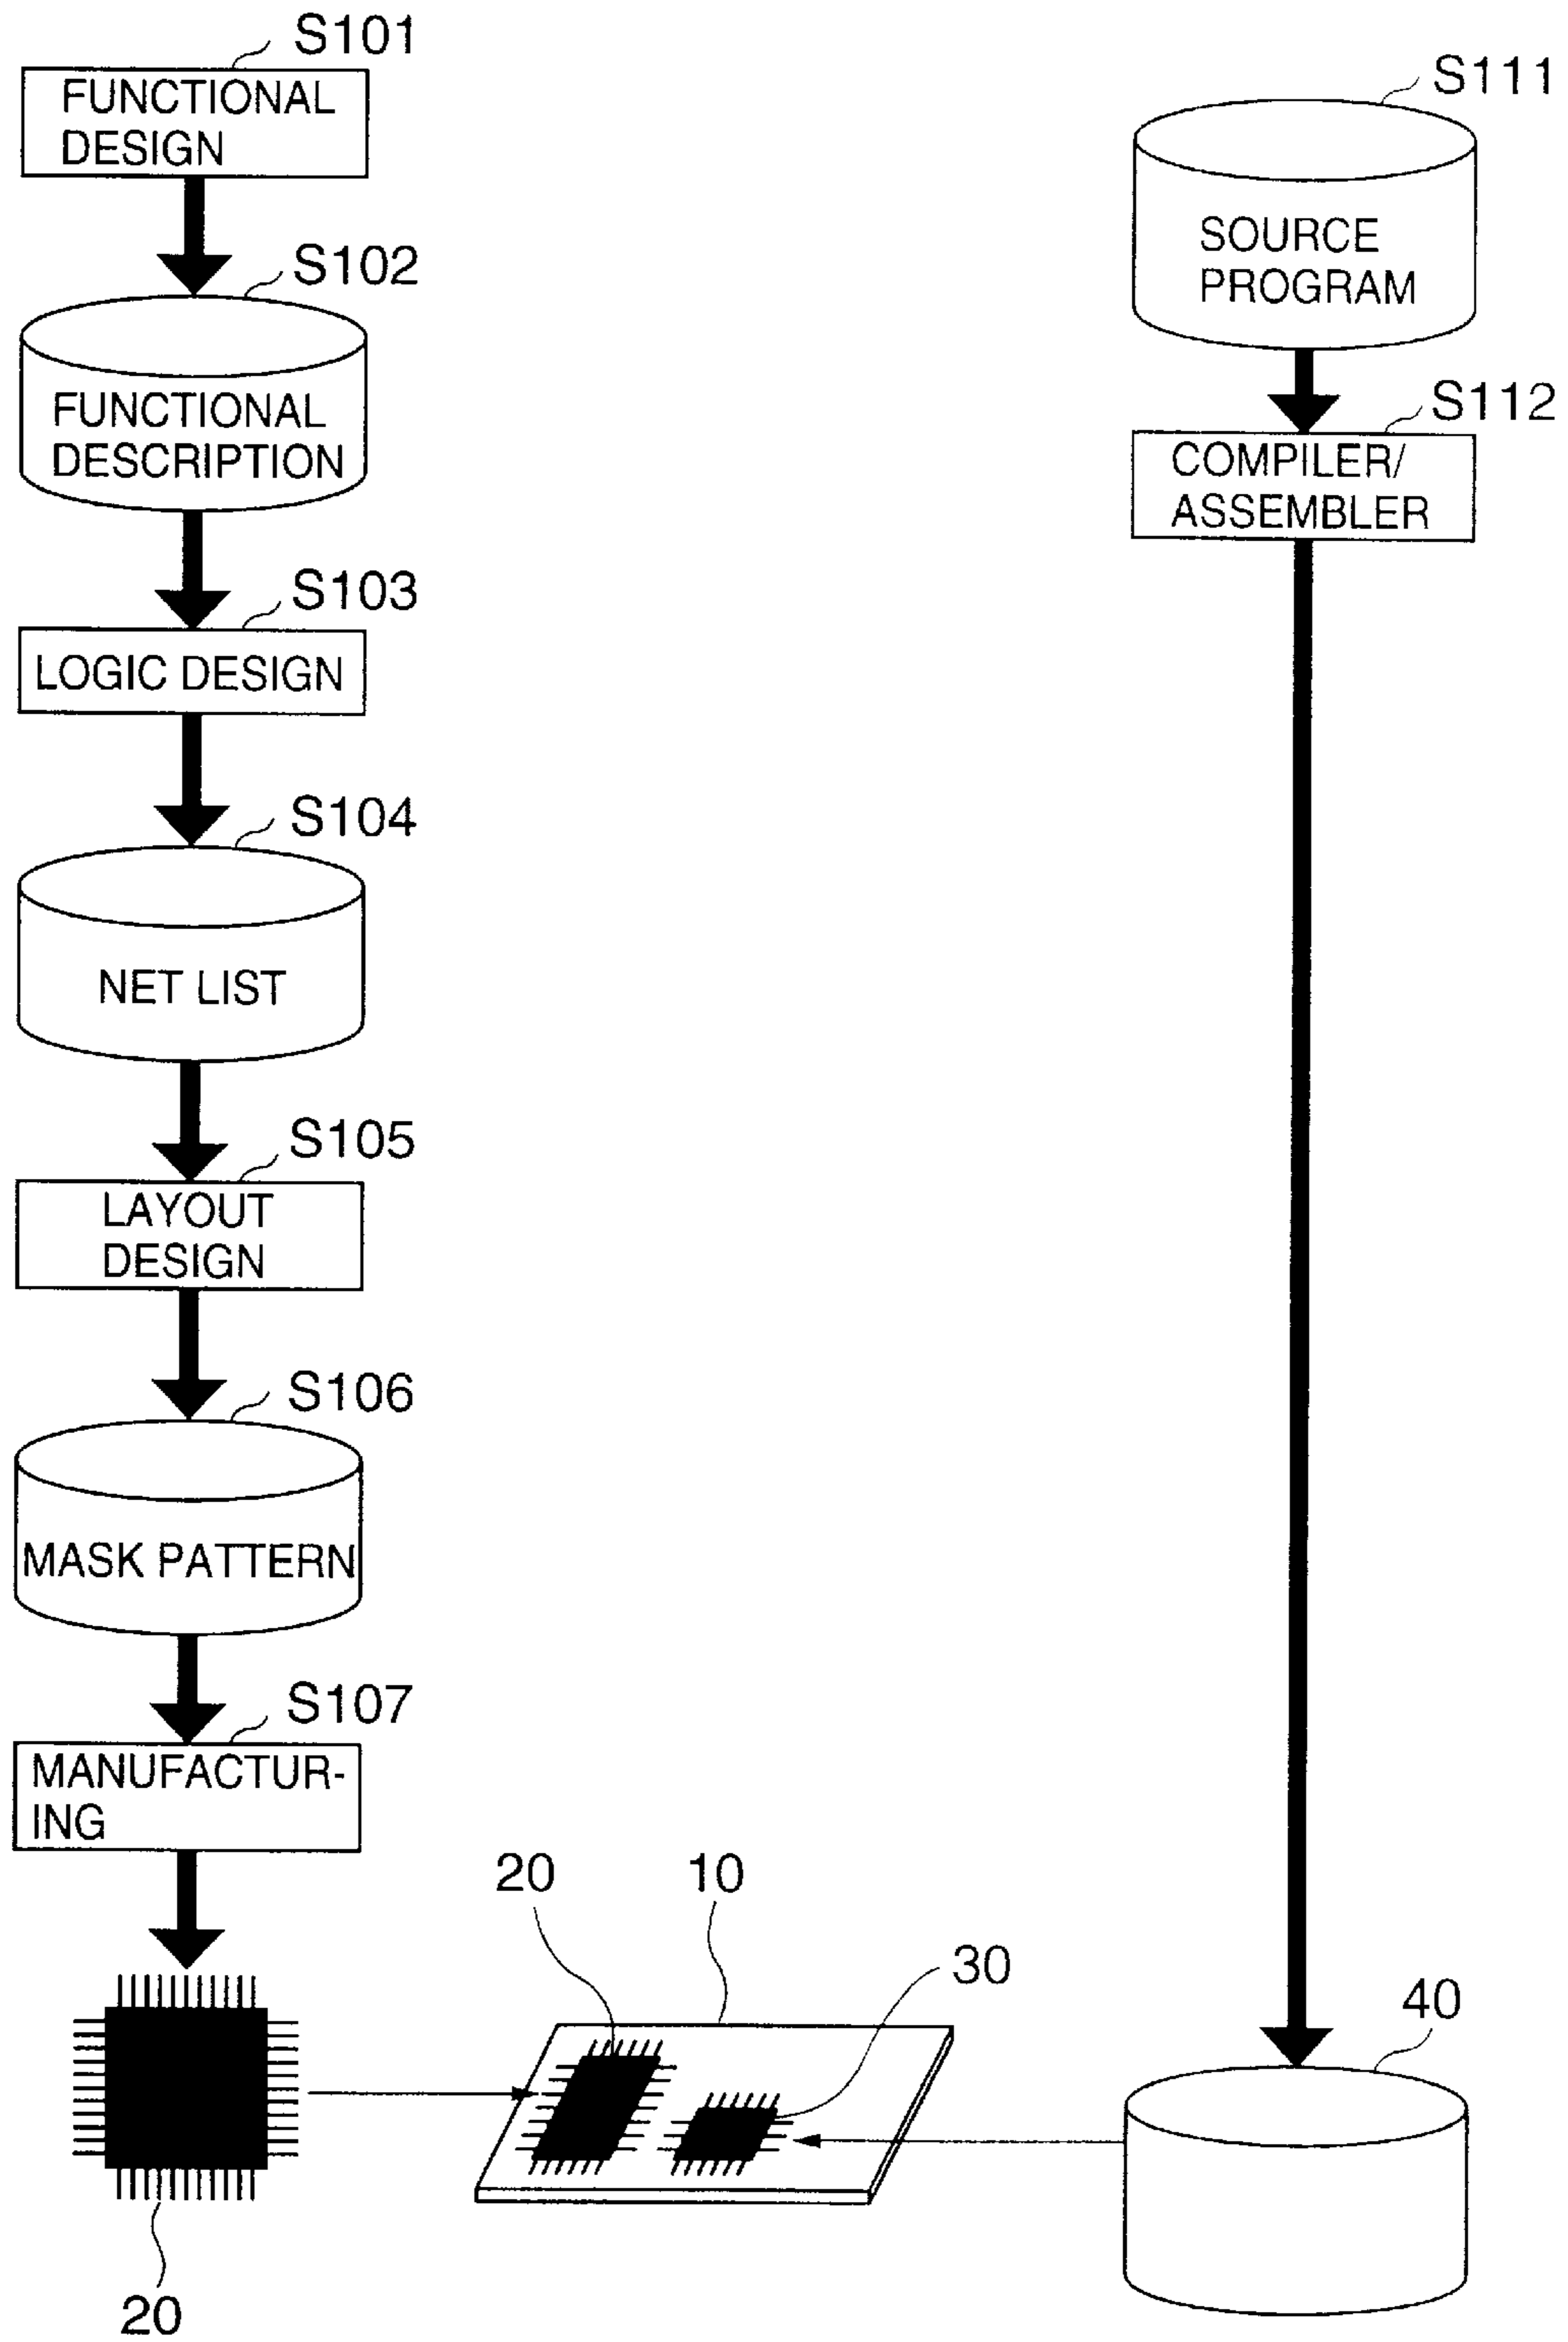 S101
FUNCTIONAL
DESIGN
S102
FUNCTIONAL
DESCRIPTION
S103
LOGIC DESIGN
S104
NET LIST
S105
LAYOUT
DESIGN
S106
MASK PATTERN
S107
MANUFACTUR-
ING
20
20
10
30
S111
SOURCE
PROGRAM
S112
COMPILER/
ASSEMBLER
40